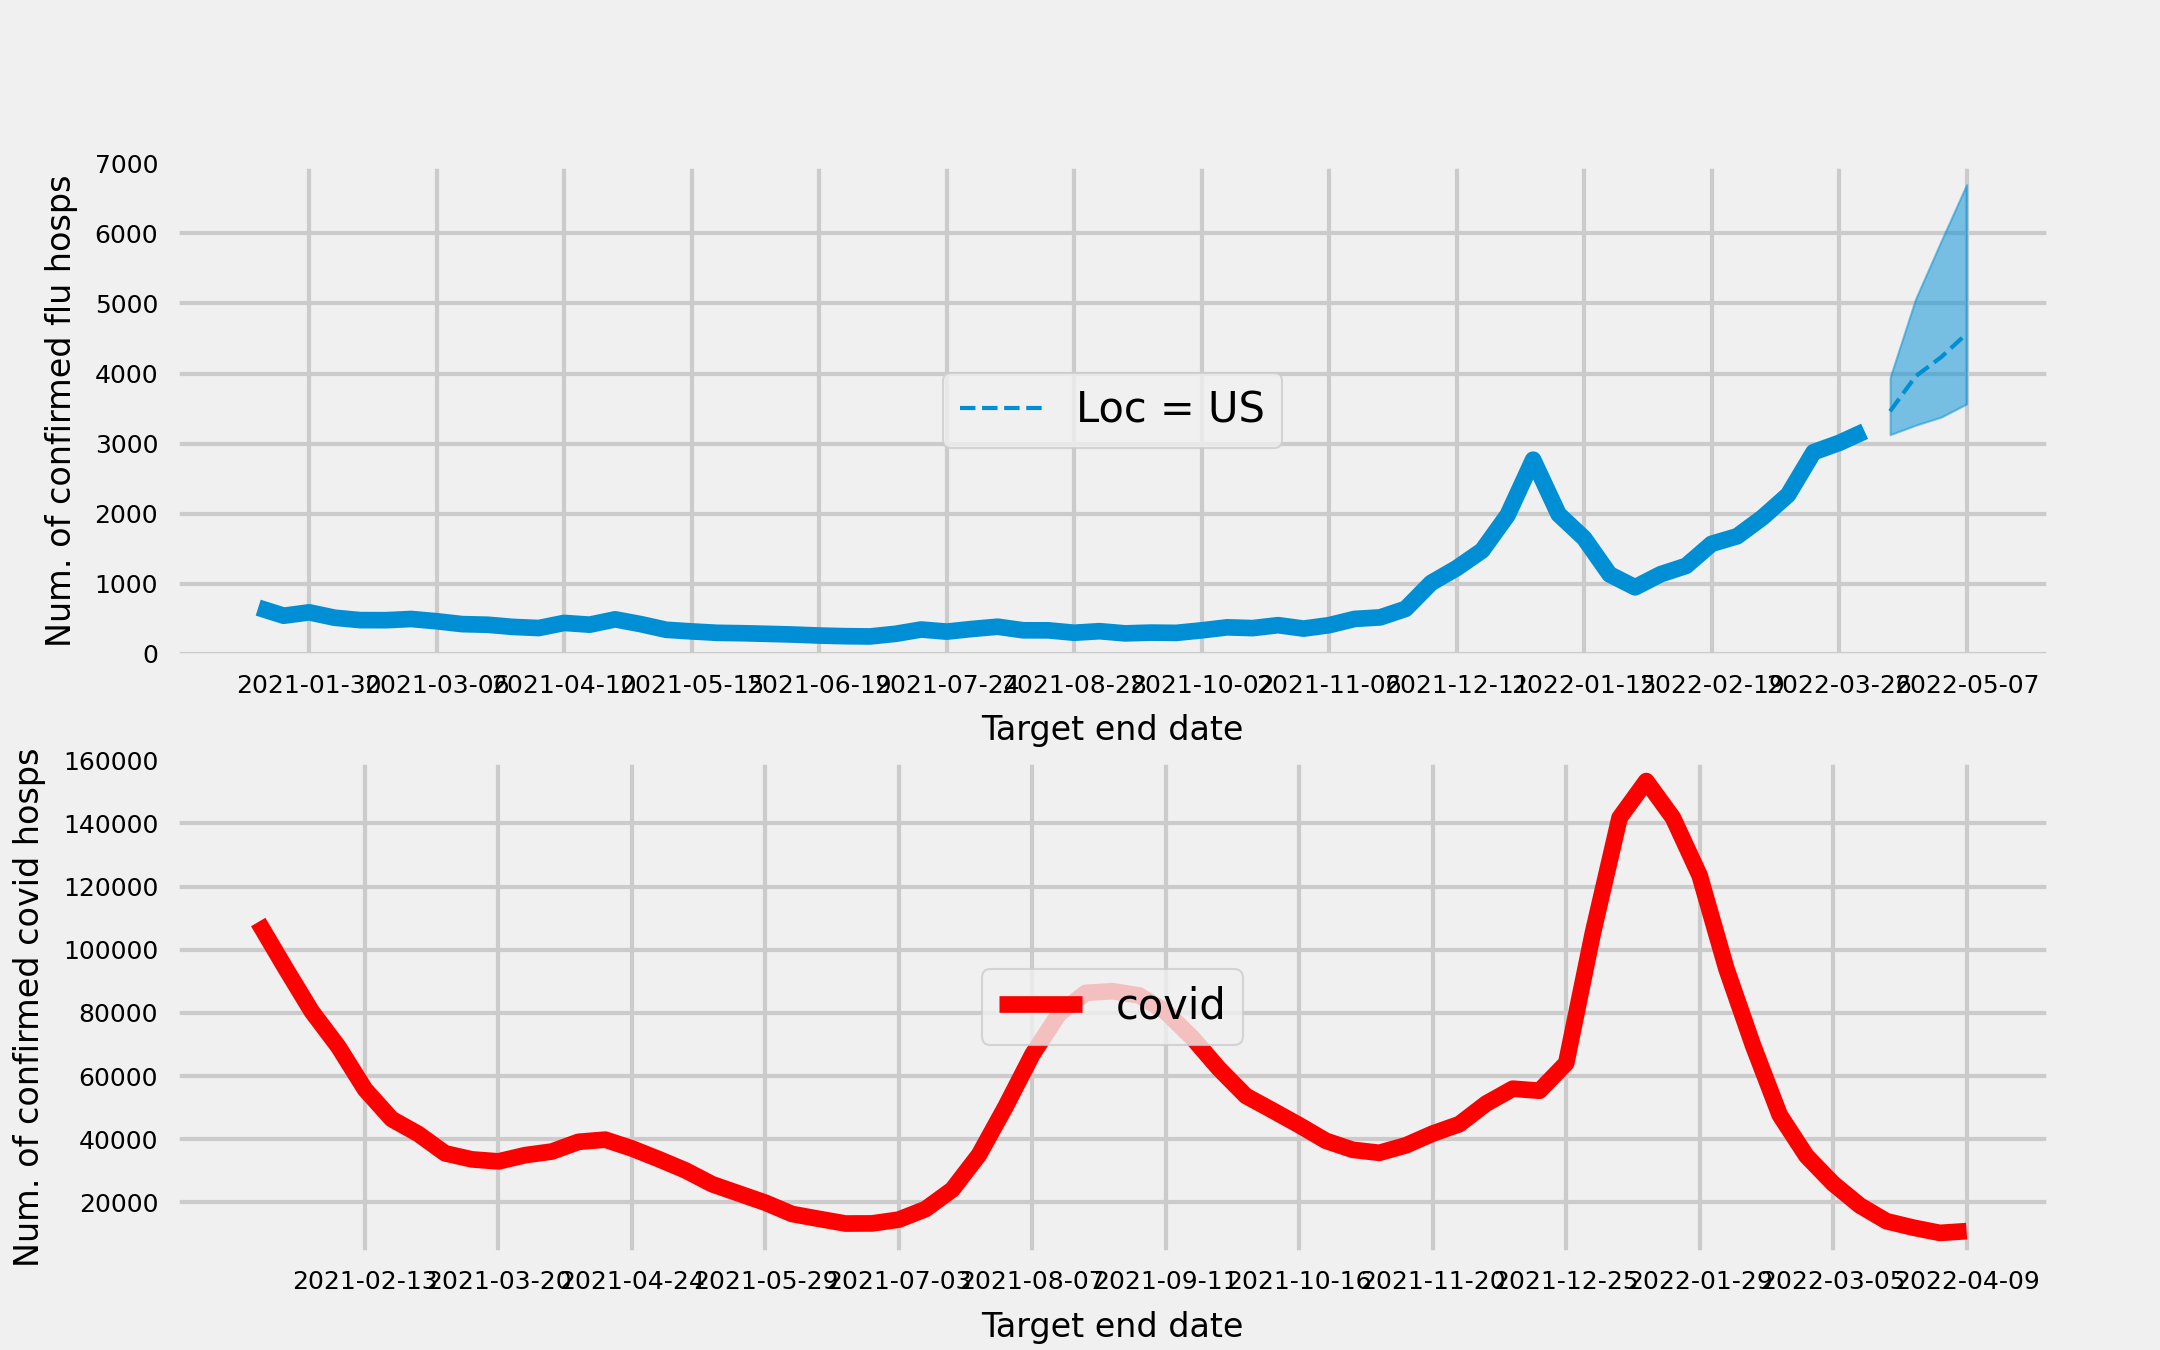 Num. of confirmed flu hosps
7000
6000
5000
4000
3000
2000
1000
0
Loc = US
2021-01-30 2021-03-06 2021-04-10 2021-05-15 2021-06-19 2021-07-24 2021-08-28 2021-10-02 2021-11-06 2021-12-11 2022-01-15 2022-02-19 2022-03-26 2022-05-07
Target end date
Num. of confirmed covid hosps
160000
140000
120000
100000
80000
60000
40000
20000
covid
2021-02-13 2021-03-20 2021-04-24 2021-05-29 2021-07-03 2021-08-07 2021-09-11 2021-10-16 2021-11-20 2021-12-25 2022-01-29 2022-03-05 2022-04-09
Target end date